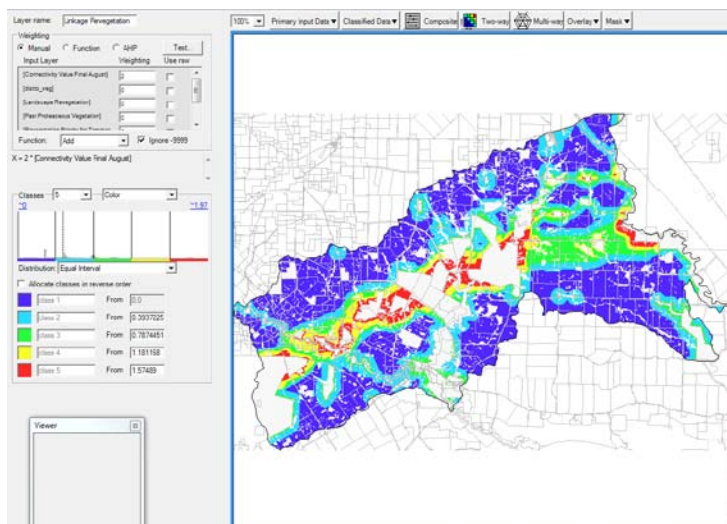 Layer name: Linkage Revegetation
100% Primary Input Data Classified Data Composite Two-way Multi-way Overlay Mask
Weighting
Manual Function AHP Test...
Input Layer Weighting Use raw
[Connectivity Value Final August] 2
[Landscape Revegetation] 0
Function: Add Ignore -9999
X = 2 * [Connectivity Value Final August]
Classes 5 Color
~0 ~1.97
Distribution: Equal Interval
Allocate classes in reverse order
class 1 From 0.0
class 2 From 0.3937225
class 3 From 0.7874451
class 4 From 1.181168
class 5 From 1.57489
Viewer